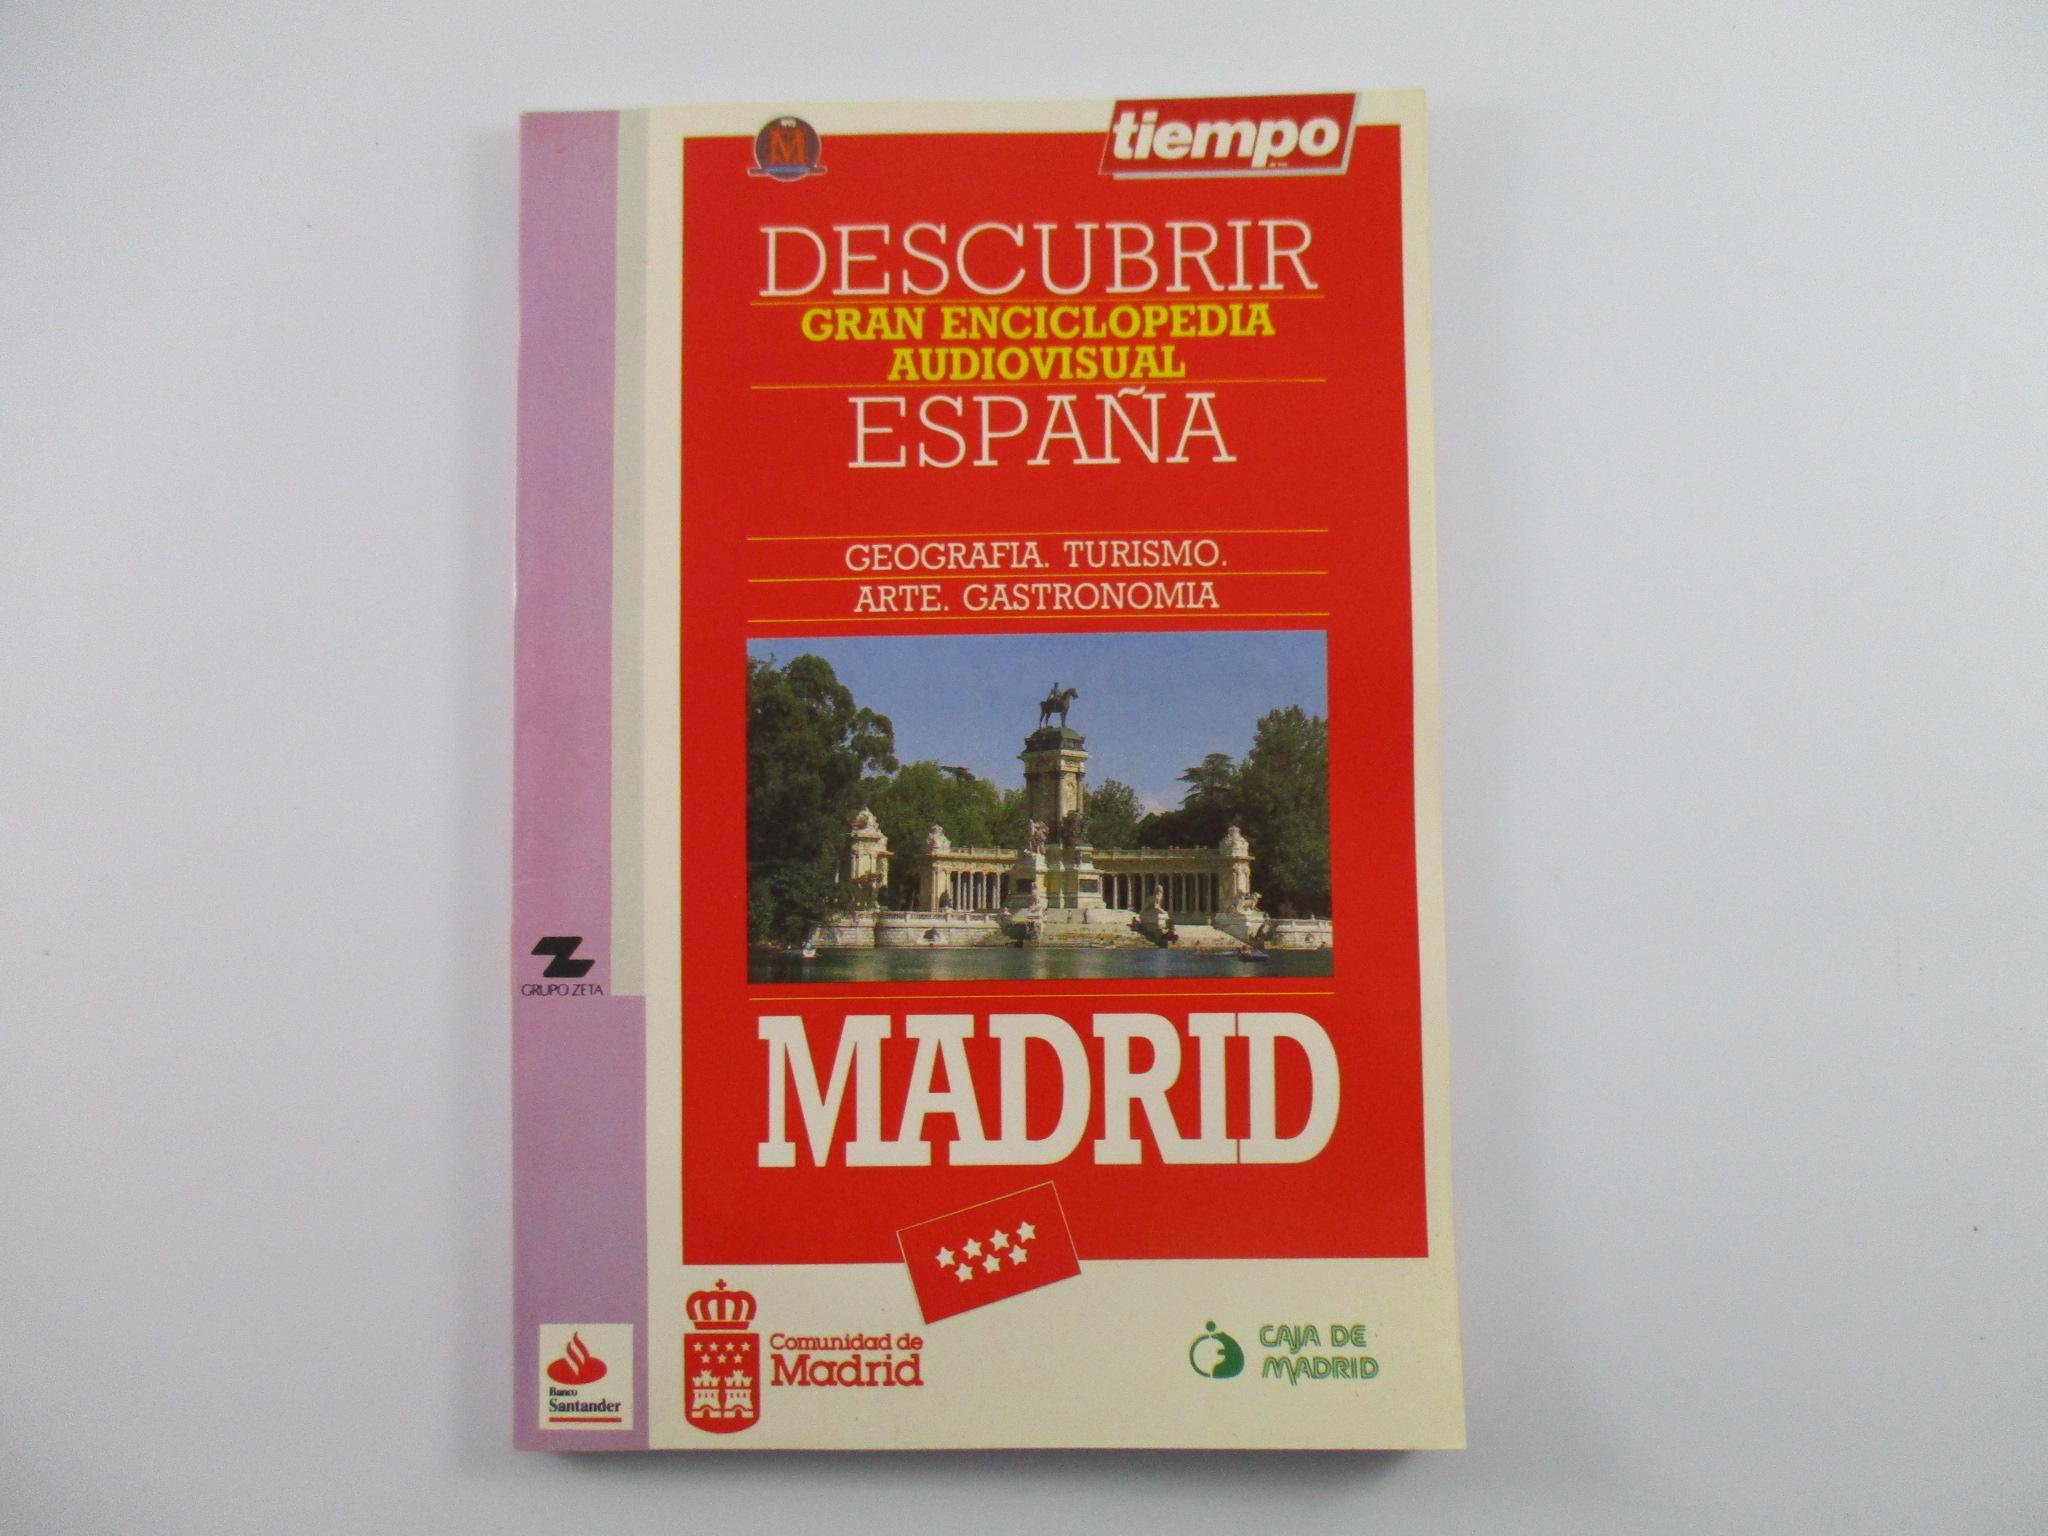 tiempo
M
DESCUBRIR
GRAN ENCICLOPEDIA
AUDIOVISUAL
ESPAÑA
GEOGRAFIA. TURISMO.
ARTE. GASTRONOMIA
GRUPO ZETA
MADRID
Comunidad de
Madrid
CAJA DE
MADRID
Banco
Santander